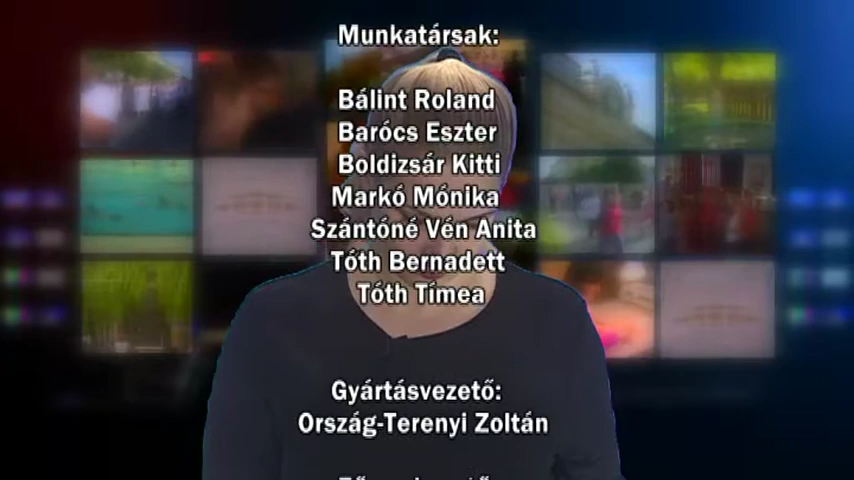 Munkatársak:
Bálint Roland
Barócs Eszter
Boldizsár Kitti
Markó Mónika
Szántóné Vén Anita
Tóth Bernadett
Tóth Tímea
Gyártásvezető:
Ország-Terenyi Zoltán